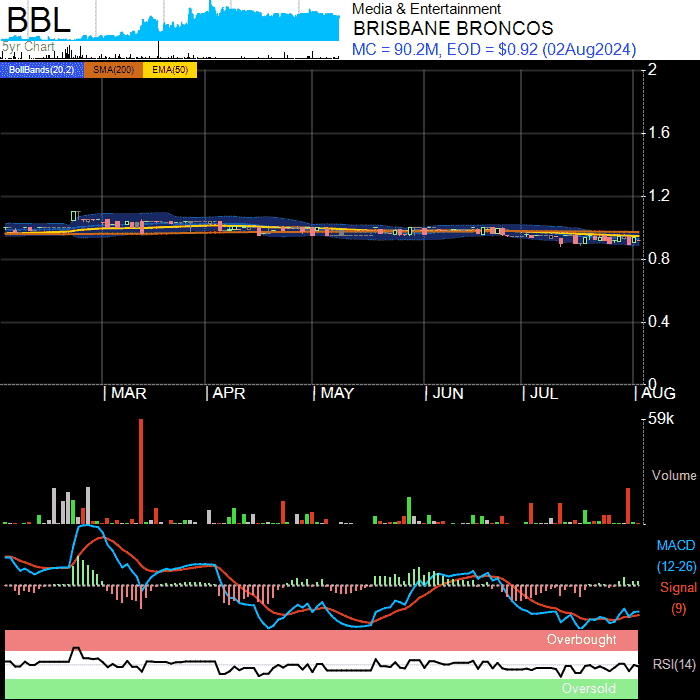 BBL
Media & Entertainment
BRISBANE BRONCOS
MC = 90.2M, EOD = $0.92 (02Aug2024)
5yr Chart
BollBands(20,2) SMA(200) EMA(50)
2
1.6
1.2
0.8
0.4
0
MAR APR MAY JUN JUL AUG
59k
Volume
MACD
(12-26)
Signal
(9)
Overbought
RSI(14)
Oversold